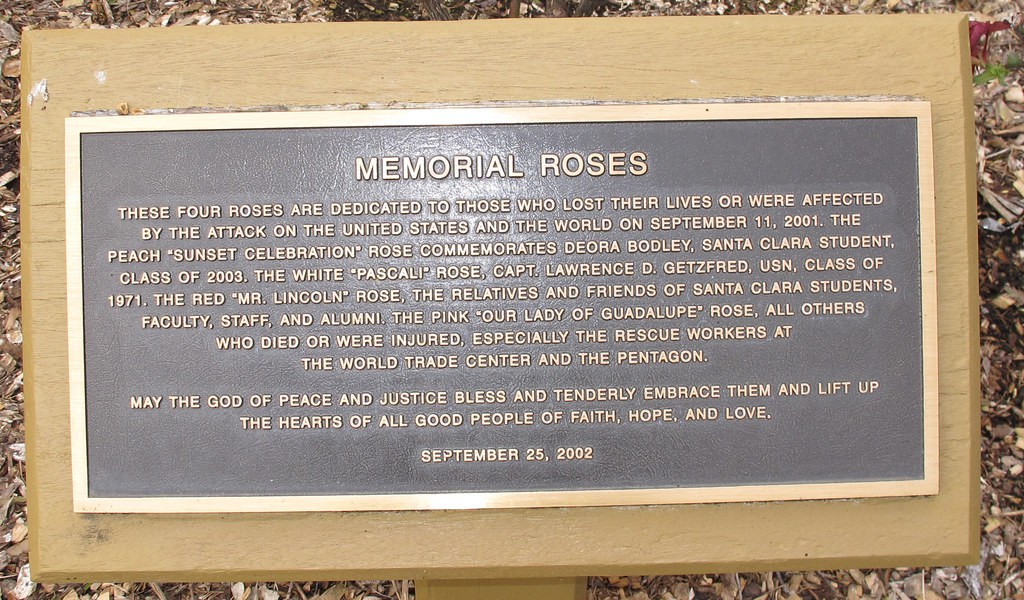 MEMORIAL ROSES
THESE FOUR ROSES ARE DEDICATED TO THOSE WHO LOST THEIR LIVES OR WERE AFFECTED
BY THE ATTACK ON THE UNITED STATES AND THE WORLD ON SEPTEMBER 11, 2001. THE
PEACH “SUNSET CELEBRATION” ROSE COMMEMORATES DEORA BODLEY, SANTA CLARA STUDENT,
CLASS OF 2003. THE WHITE “PASCALI” ROSE, CAPT. LAWRENCE D. GETZFRED, USN, CLASS OF
1971. THE RED “MR. LINCOLN” ROSE, THE RELATIVES AND FRIENDS OF SANTA CLARA STUDENTS,
FACULTY, STAFF, AND ALUMNI. THE PINK “OUR LADY OF GUADALUPE” ROSE, ALL OTHERS
WHO DIED OR WERE INJURED, ESPECIALLY THE RESCUE WORKERS AT
THE WORLD TRADE CENTER AND THE PENTAGON.
MAY THE GOD OF PEACE AND JUSTICE BLESS AND TENDERLY EMBRACE THEM AND LIFT UP
THE HEARTS OF ALL GOOD PEOPLE OF FAITH, HOPE, AND LOVE.
SEPTEMBER 25, 2002